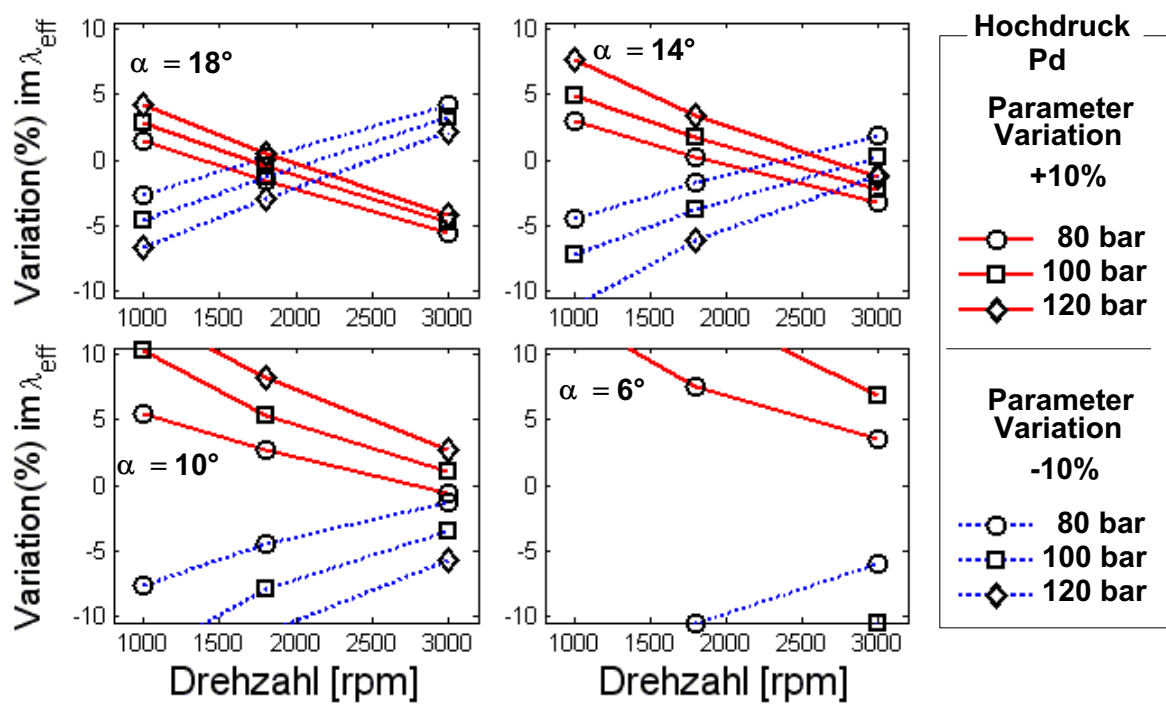 Variation(%) im λeff
10
5
0
-5
-10
α = 18°
1000 1500 2000 2500 3000
10
5
0
-5
-10
α = 14°
1000 1500 2000 2500 3000
Variation(%) im λeff
10
5
0
-5
-10
α = 10°
1000 1500 2000 2500 3000
Drehzahl [rpm]
10
5
0
-5
-10
α = 6°
1000 1500 2000 2500 3000
Drehzahl [rpm]
Hochdruck
Pd
Parameter
Variation
+10%
80 bar
100 bar
120 bar
Parameter
Variation
-10%
80 bar
100 bar
120 bar